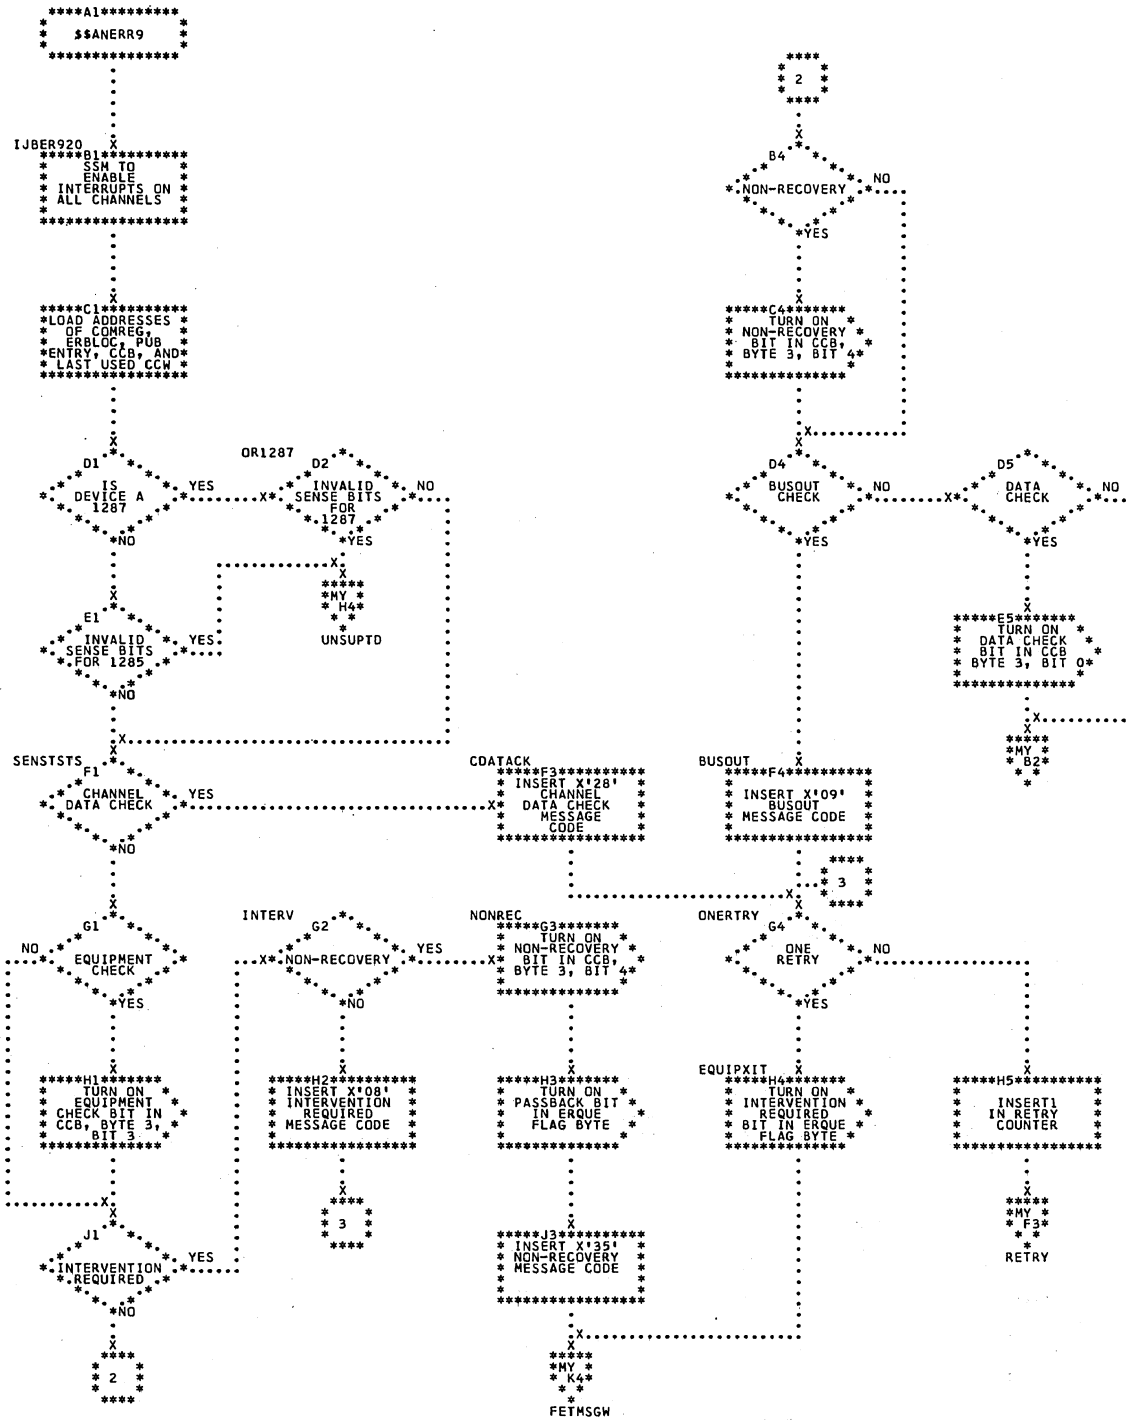 A1
$$ANERR9
IJBER920
B1
SSM TO
ENABLE
INTERRUPTS ON
ALL CHANNELS
C1
LOAD ADDRESSES
OF COMREG,
ERBLOC, PUB
ENTRY, CCB, AND
LAST USED CCW
D1
IS
DEVICE A
1287
YES
NO
OR1287
D2
INVALID
SENSE BITS
FOR
1287
NO
YES
MY
H4
UNSUPTD
E1
INVALID
SENSE BITS
FOR 1285
YES
NO
SENSTSTS
F1
CHANNEL
DATA CHECK
YES
NO
CDATACK
F3
INSERT X'28'
CHANNEL
DATA CHECK
MESSAGE
CODE
G1
NO
EQUIPMENT
CHECK
YES
H1
TURN ON
EQUIPMENT
CHECK BIT IN
CCB, BYTE 3,
BIT 3
J1
INTERVENTION
REQUIRED
YES
NO
2
INTERV
G2
NON-RECOVERY
YES
NO
H2
INSERT X'08'
INTERVENTION
REQUIRED
MESSAGE CODE
3
NONREC
G3
TURN ON
NON-RECOVERY
BIT IN CCB,
BYTE 3, BIT 4
H3
TURN ON
PASSBACK BIT
IN ERQUE
FLAG BYTE
J3
INSERT X'35'
NON-RECOVERY
MESSAGE CODE
MY
K4
FETMSGW
2
B4
NON-RECOVERY
NO
YES
C4
TURN ON
NON-RECOVERY
BIT IN CCB,
BYTE 3, BIT 4
D4
BUSOUT
CHECK
NO
YES
D5
DATA
CHECK
NO
YES
E5
TURN ON
DATA CHECK
BIT IN CCB
BYTE 3, BIT 0
MY
B2
BUSOUT
F4
INSERT X'09'
BUSOUT
MESSAGE CODE
3
ONERTRY
G4
ONE
RETRY
NO
YES
EQUIPXIT
H4
TURN ON
INTERVENTION
REQUIRED
BIT IN ERQUE
FLAG BYTE
H5
INSERT1
IN RETRY
COUNTER
MY
F3
RETRY